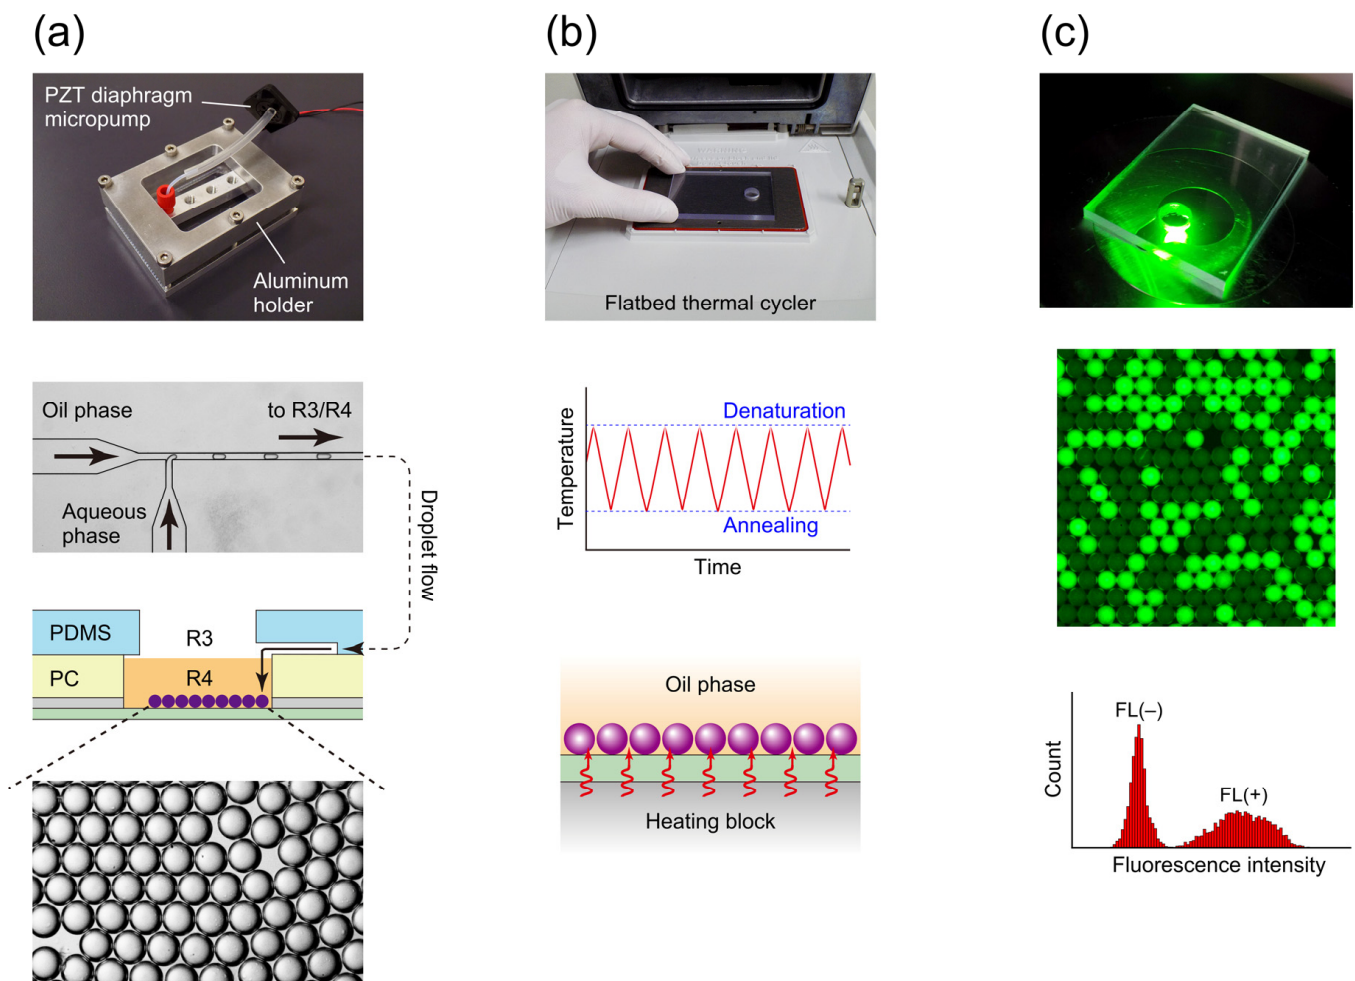 (a)
PZT diaphragm
micropump
Aluminum
holder
Oil phase
to R3/R4
Aqueous
phase
Droplet flow
PDMS
R3
PC
R4
(b)
Flatbed thermal cycler
Temperature
Denaturation
Annealing
Time
Oil phase
Heating block
(c)
FL(–)
FL(+)
Count
Fluorescence intensity